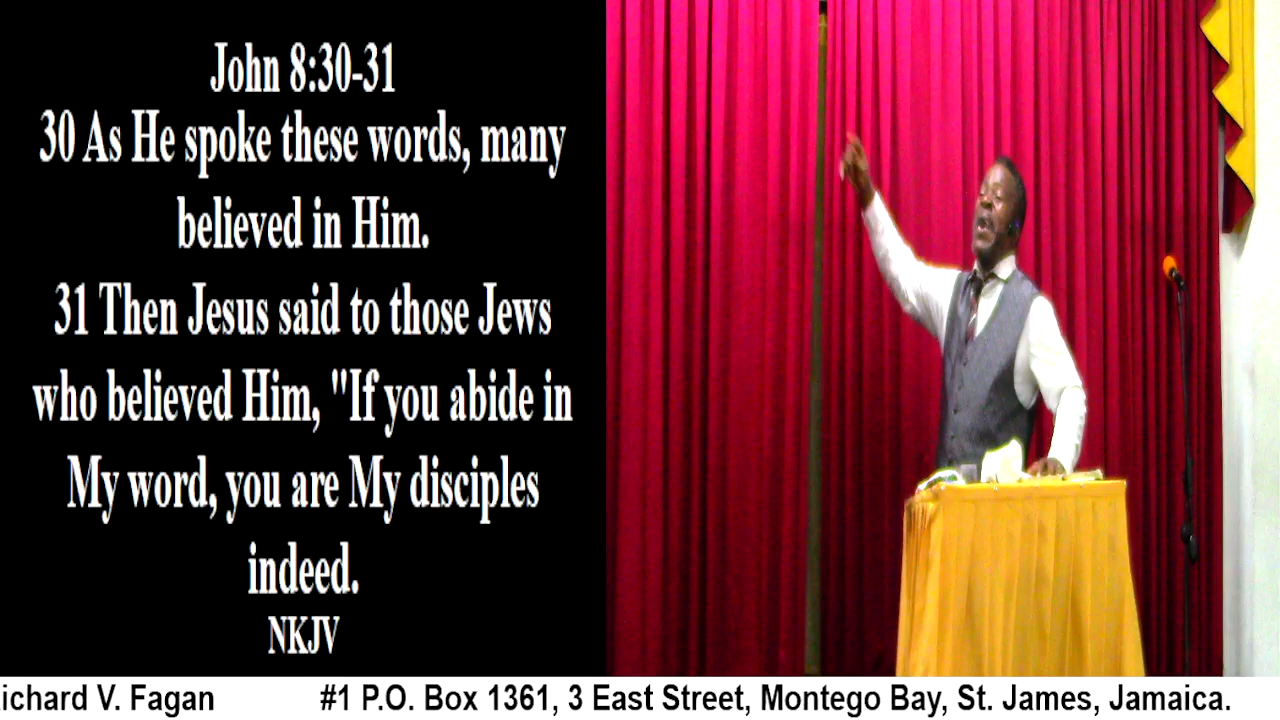 John 8:30-31
30 As He spoke these words, many
believed in Him.
31 Then Jesus said to those Jews
who believed Him, "If you abide in
My word, you are My disciples
indeed.
NKJV
ichard V. Fagan #1 P.O. Box 1361, 3 East Street, Montego Bay, St. James, Jamaica.